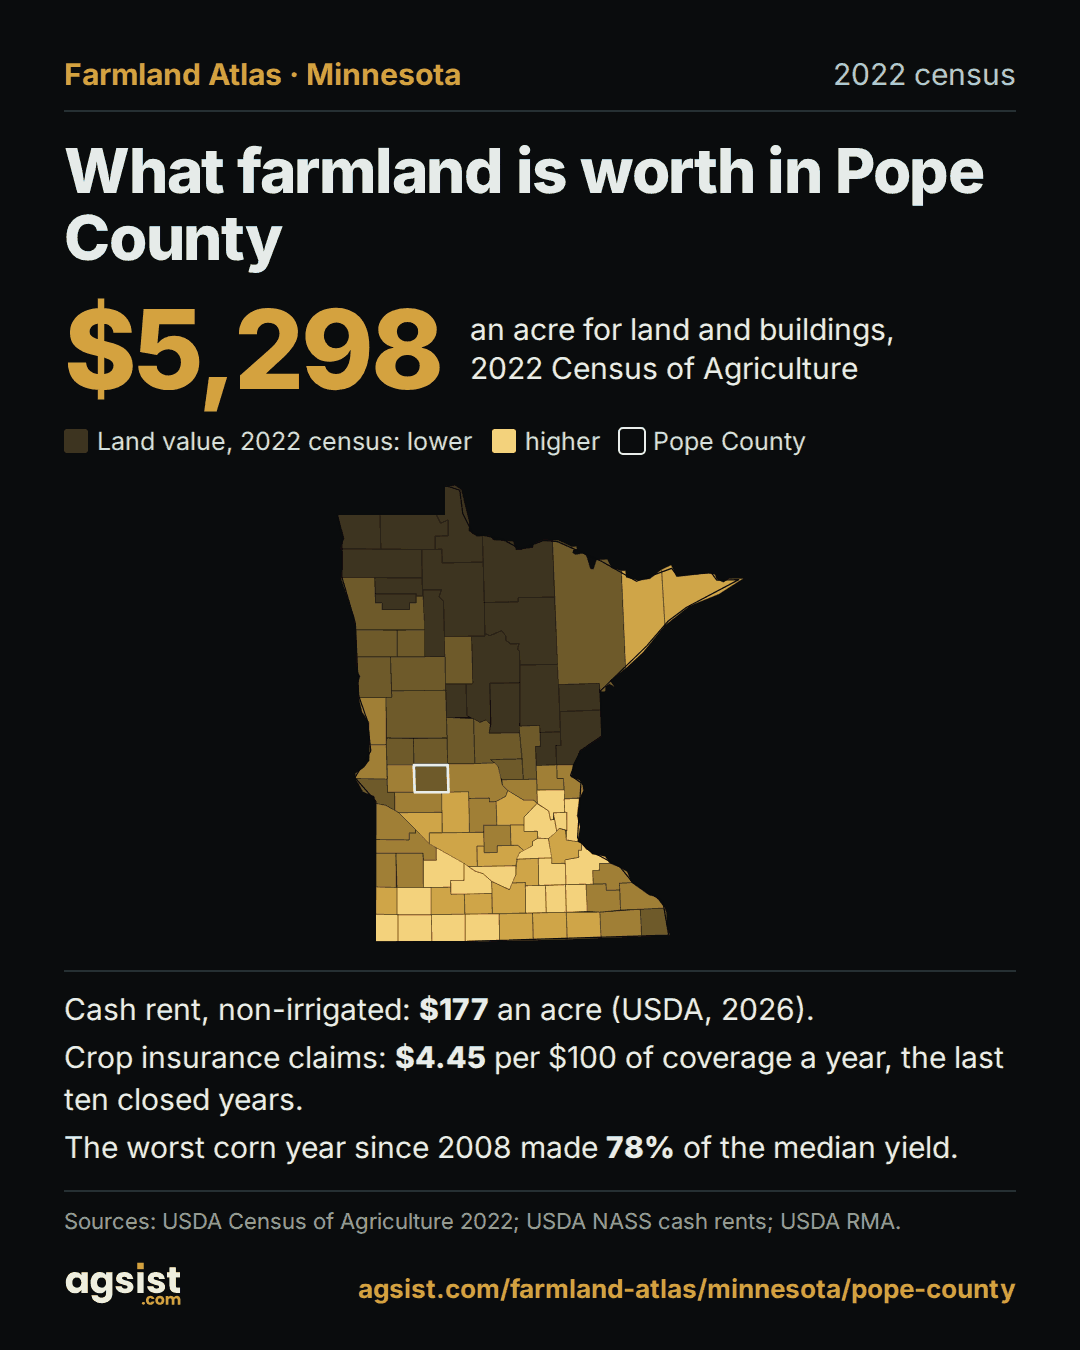 Farmland Atlas · Minnesota
2022 census
What farmland is worth in Pope
County
$5,298
an acre for land and buildings,
2022 Census of Agriculture
Land value, 2022 census: lower
higher
Pope County
Cash rent, non-irrigated: $177 an acre (USDA, 2026).
Crop insurance claims: $4.45 per $100 of coverage a year, the last
ten closed years.
The worst corn year since 2008 made 78% of the median yield.
Sources: USDA Census of Agriculture 2022; USDA NASS cash rents; USDA RMA.
agsist
.com
agsist.com/farmland-atlas/minnesota/pope-county